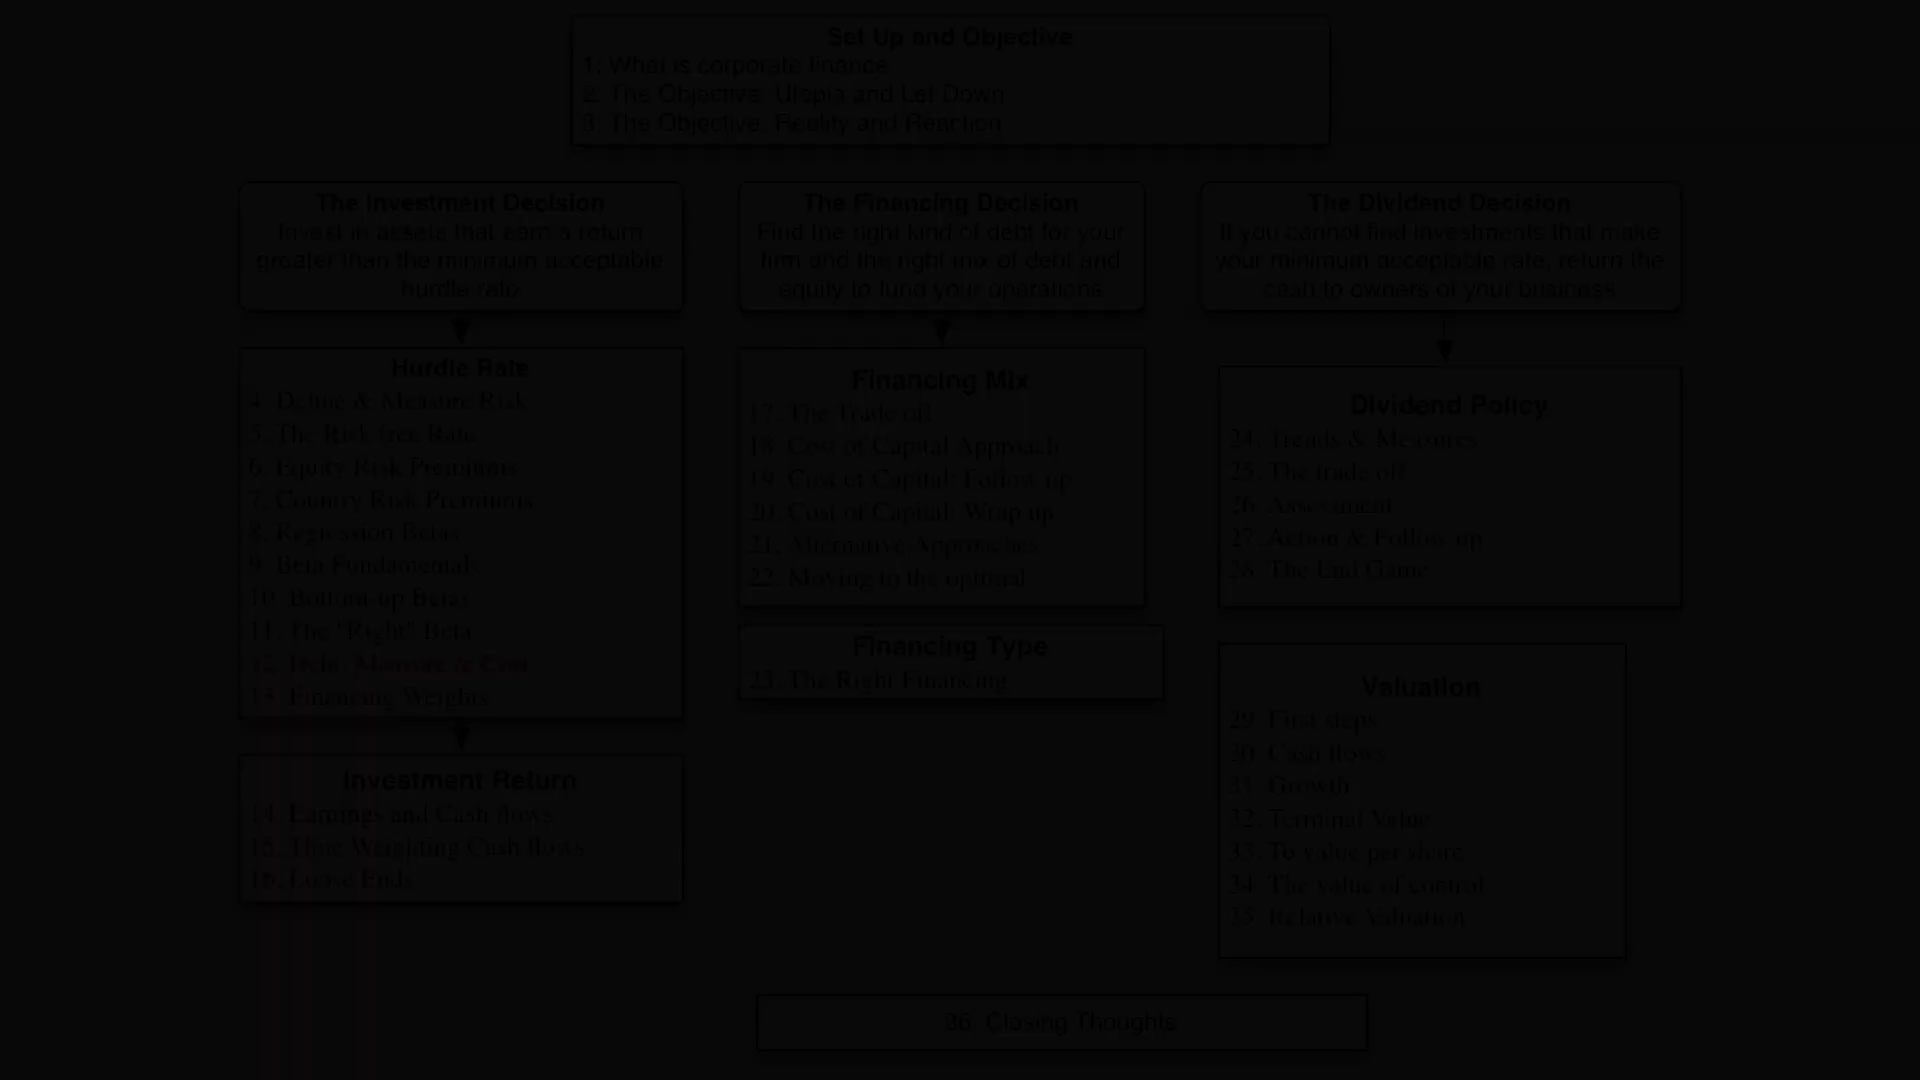 Set Up and Objective
1: What is corporate finance
2: The Objective: Utopia and Let Down
3: The Objective: Reality and Reaction
The Investment Decision
Invest in assets that earn a return
greater than the minimum acceptable
hurdle rate
The Financing Decision
Find the right kind of debt for your
firm and the right mix of debt and
equity to fund your operations
The Dividend Decision
If you cannot find investments that make
your minimum acceptable rate, return the
cash to owners of your business
Hurdle Rate
4. Define & Measure Risk
5. The Risk free Rate
6. Equity Risk Premiums
7. Country Risk Premiums
8. Regression Betas
9. Beta Fundamentals
10. Bottom-up Betas
11. The "Right" Beta
12. Debt: Measure & Cost
13. Financing Weights
Investment Return
14. Earnings and Cash flows
15. Time Weighting Cash flows
16. Loose Ends
Financing Mix
17. The Trade off
18. Cost of Capital Approach
19. Cost of Capital: Follow up
20. Cost of Capital: Wrap up
21. Alternative Approaches
22. Moving to the optimal
Financing Type
23. The Right Financing
Dividend Policy
24. Trends & Measures
25. The trade off
26. Assessment
27. Action & Follow up
28. The End Game
Valuation
29. First steps
30. Cash flows
31. Growth
32. Terminal Value
33. To value per share
34. The value of control
35. Relative Valuation
36. Closing Thoughts